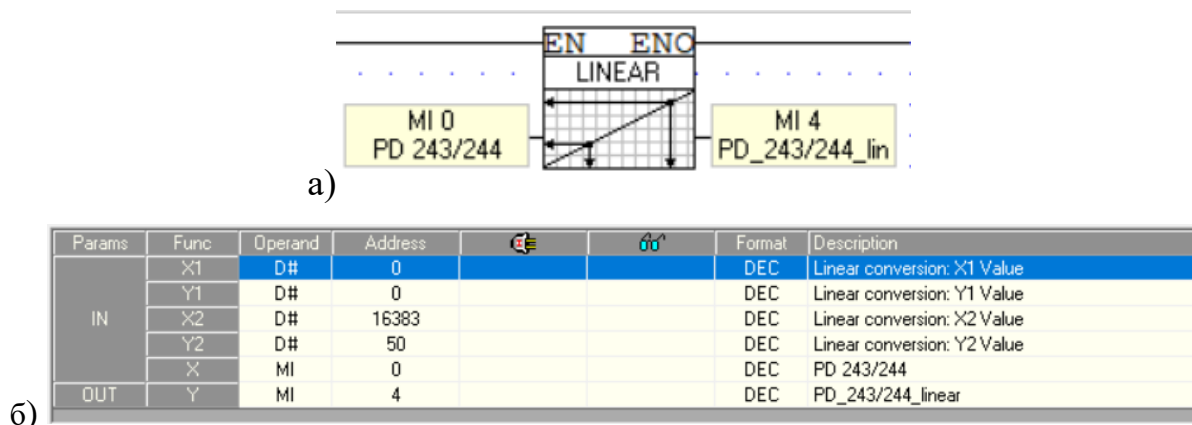 EN ENO
LINEAR
MI 0
PD 243/244
MI 4
PD_243/244_lin
а)
Params Func Operand Address Format Description
IN
X1 D# 0 DEC Linear conversion: X1 Value
Y1 D# 0 DEC Linear conversion: Y1 Value
X2 D# 16383 DEC Linear conversion: X2 Value
Y2 D# 50 DEC Linear conversion: Y2 Value
X MI 0 DEC PD 243/244
OUT Y MI 4 DEC PD_243/244_linear
б)